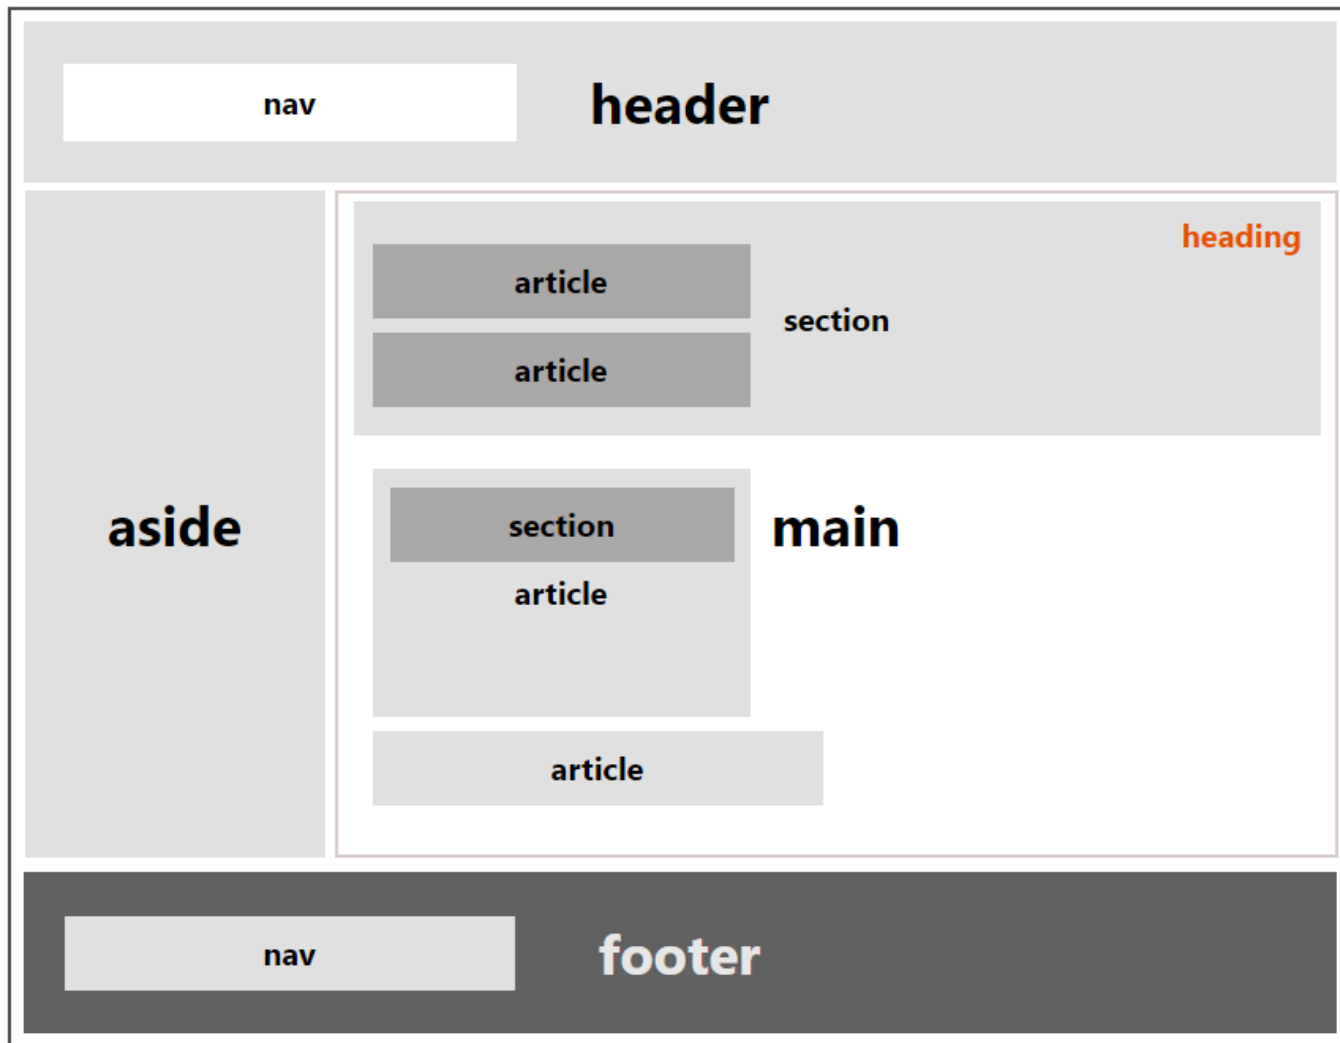 nav
header
heading
article
section
article
aside
section
main
article
article
nav
footer